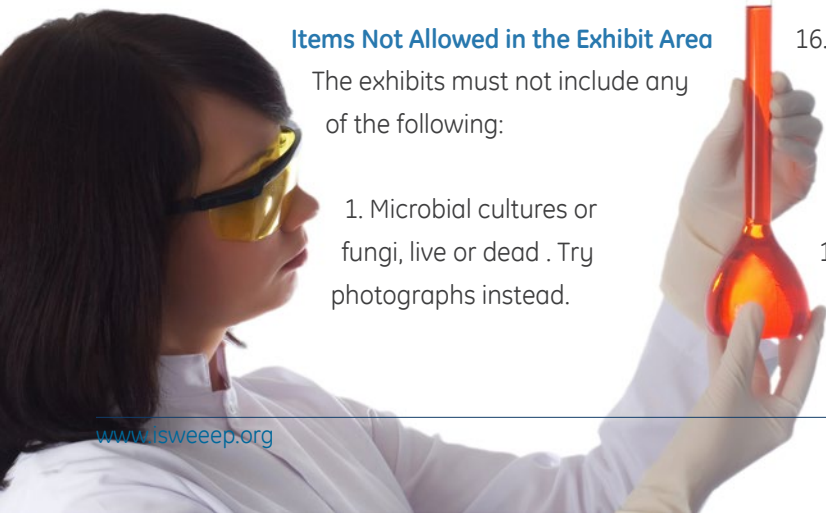 Items Not Allowed in the Exhibit Area
The exhibits must not include any
of the following:
1. Microbial cultures or
fungi, live or dead . Try
photographs instead.
16.
1
www.isweeep.org